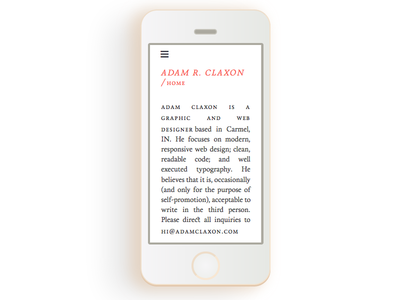 ADAM R. CLAXON
/HOME
ADAM CLAXON IS A
GRAPHIC AND WEB
DESIGNER based in Carmel,
IN. He focuses on modern,
responsive web design; clean,
readable code; and well
executed typography. He
believes that it is, occasionally
(and only for the purpose of
self-promotion), acceptable to
write in the third person.
Please direct all inquiries to
HI@ADAMCLAXON.COM